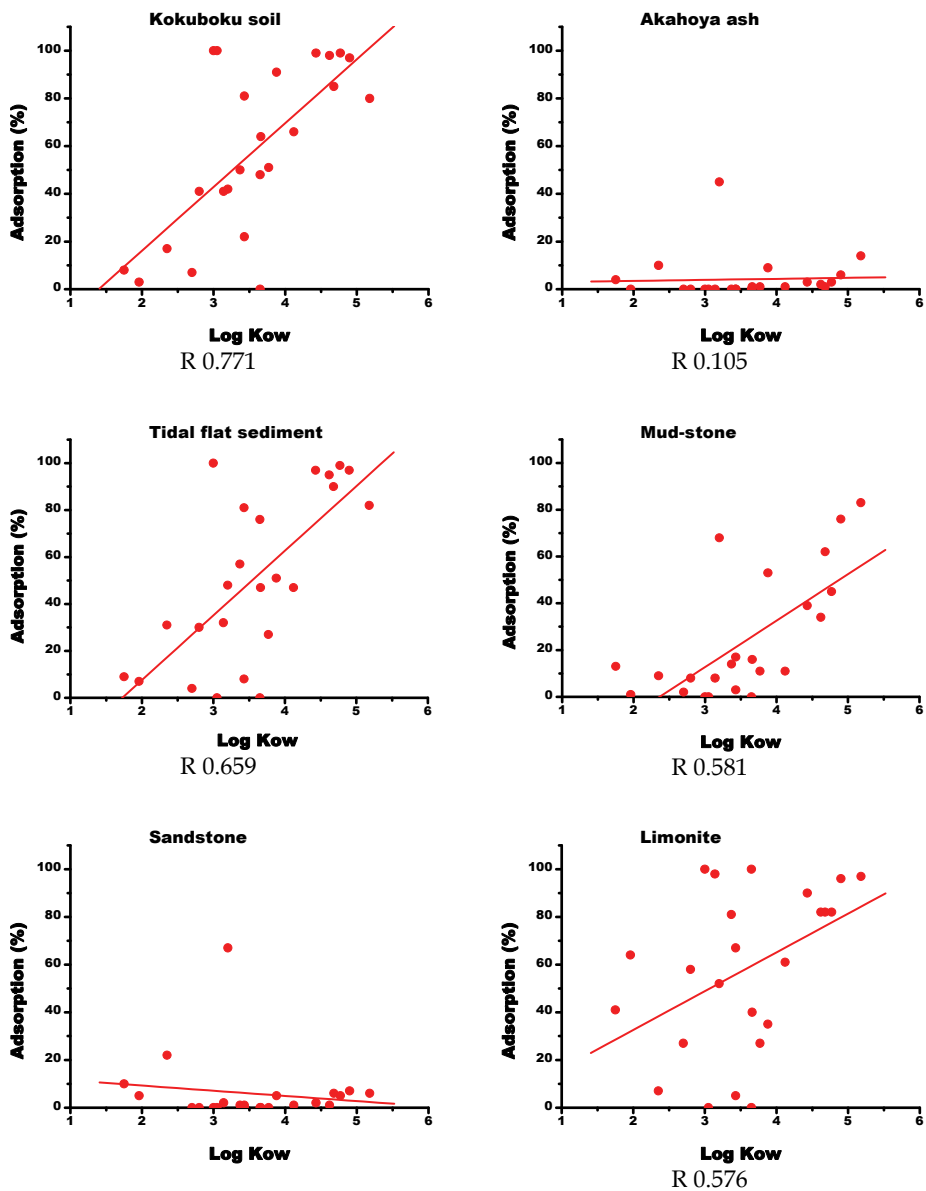 Kokuboku soil
Adsorption (%)
100
80
60
40
20
0
1 2 3 4 5 6
Log Kow
R 0.771
Akahoya ash
Adsorption (%)
100
80
60
40
20
0
1 2 3 4 5 6
Log Kow
R 0.105
Tidal flat sediment
Adsorption (%)
100
80
60
40
20
0
1 2 3 4 5 6
Log Kow
R 0.659
Mud-stone
Adsorption (%)
100
80
60
40
20
0
1 2 3 4 5 6
Log Kow
R 0.581
Sandstone
Adsorption (%)
100
80
60
40
20
0
1 2 3 4 5 6
Log Kow
Limonite
Adsorption (%)
100
80
60
40
20
0
1 2 3 4 5 6
Log Kow
R 0.576